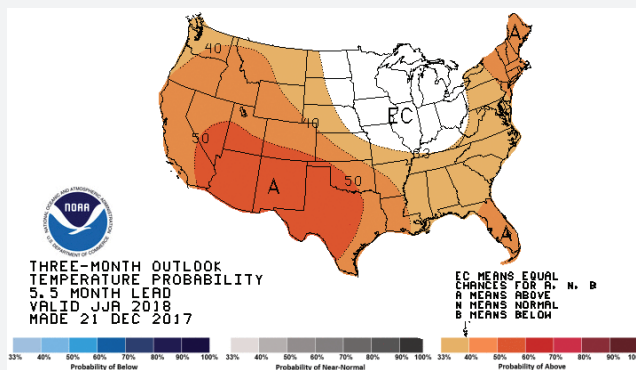 40
A
50
40
EC
33
A
50
A
NATIONAL OCEANIC AND ATMOSPHERIC ADMINISTRATION
NOAA
U.S. DEPARTMENT OF COMMERCE
THREE-MONTH OUTLOOK
TEMPERATURE PROBABILITY
5.5 MONTH LEAD
VALID JJA 2018
MADE 21 DEC 2017
EC MEANS EQUAL
CHANCES FOR A, N, B
A MEANS ABOVE
N MEANS NORMAL
B MEANS BELOW
33% 40% 50% 60% 70% 80% 90% 100%
Probability of Below
33% 40% 50% 60% 70% 80% 90% 100%
Probability of Near-Normal
33% 40% 50% 60% 70% 80% 90% 100%
Probability of Above